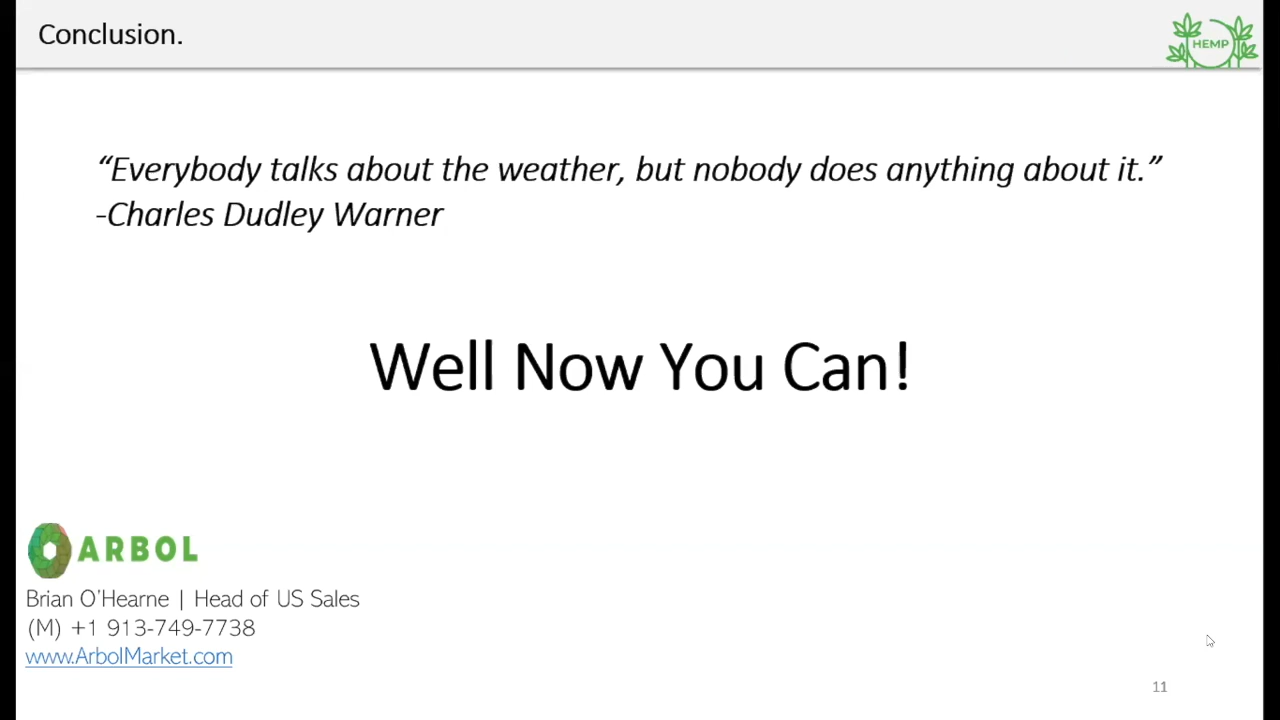 Conclusion.
HEMP
“Everybody talks about the weather, but nobody does anything about it.”
-Charles Dudley Warner
Well Now You Can!
ARBOL
Brian O'Hearne | Head of US Sales
(M) +1 913-749-7738
www.ArbolMarket.com
11